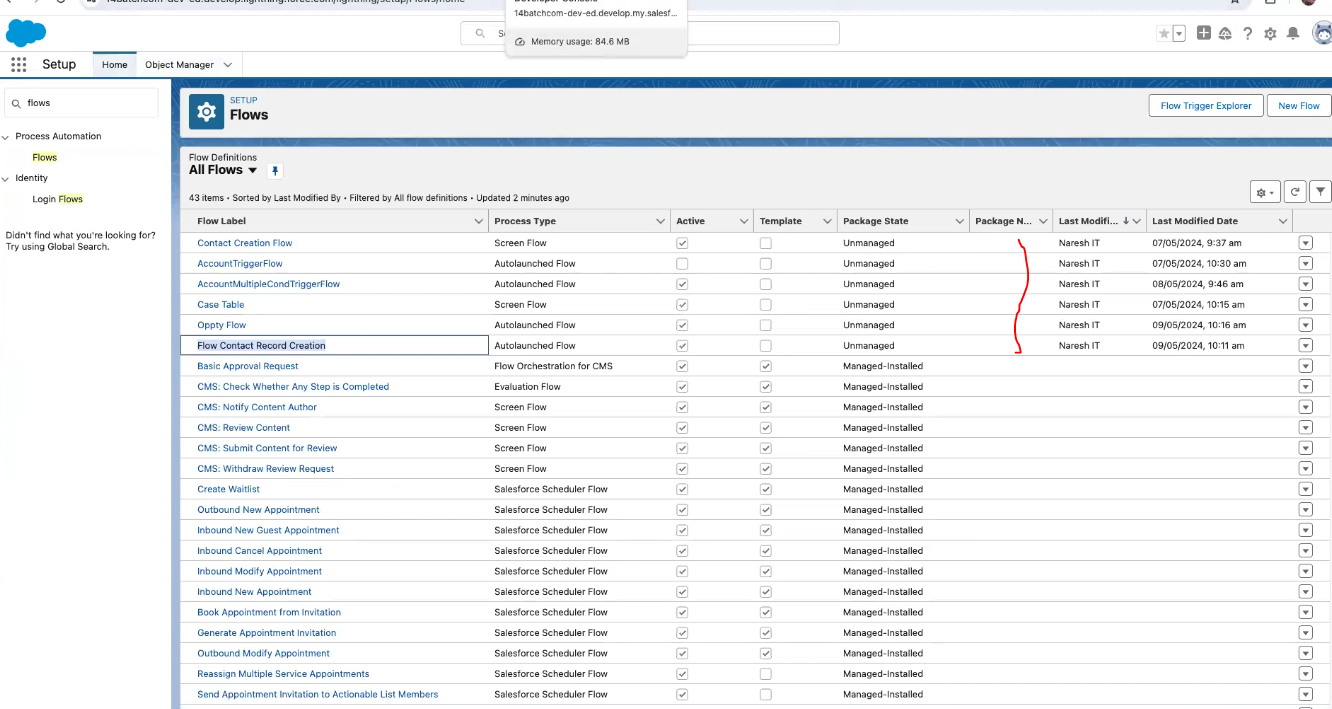 14batchcom-dev-ed.develop.my.salesf...
Memory usage: 84.6 MB
Setup
Home
Object Manager
flows
Process Automation
Flows
Identity
Login Flows
Didn't find what you're looking for?
Try using Global Search.
SETUP
Flows
Flow Trigger Explorer
New Flow
Flow Definitions
All Flows
43 items • Sorted by Last Modified By • Filtered by All flow definitions • Updated 2 minutes ago
Flow Label Process Type Active Template Package State Package N... Last Modifi... Last Modified Date
Contact Creation Flow Screen Flow Unmanaged Naresh IT 07/05/2024, 9:37 am
AccountTriggerFlow Autolaunched Flow Unmanaged Naresh IT 07/05/2024, 10:30 am
AccountMultipleCondTriggerFlow Autolaunched Flow Unmanaged Naresh IT 08/05/2024, 9:46 am
Case Table Screen Flow Unmanaged Naresh IT 07/05/2024, 10:15 am
Oppty Flow Autolaunched Flow Unmanaged Naresh IT 09/05/2024, 10:16 am
Flow Contact Record Creation Autolaunched Flow Unmanaged Naresh IT 09/05/2024, 10:11 am
Basic Approval Request Flow Orchestration for CMS Managed-Installed
CMS: Check Whether Any Step is Completed Evaluation Flow Managed-Installed
CMS: Notify Content Author Screen Flow Managed-Installed
CMS: Review Content Screen Flow Managed-Installed
CMS: Submit Content for Review Screen Flow Managed-Installed
CMS: Withdraw Review Request Screen Flow Managed-Installed
Create Waitlist Salesforce Scheduler Flow Managed-Installed
Outbound New Appointment Salesforce Scheduler Flow Managed-Installed
Inbound New Guest Appointment Salesforce Scheduler Flow Managed-Installed
Inbound Cancel Appointment Salesforce Scheduler Flow Managed-Installed
Inbound Modify Appointment Salesforce Scheduler Flow Managed-Installed
Inbound New Appointment Salesforce Scheduler Flow Managed-Installed
Book Appointment from Invitation Salesforce Scheduler Flow Managed-Installed
Generate Appointment Invitation Salesforce Scheduler Flow Managed-Installed
Outbound Modify Appointment Salesforce Scheduler Flow Managed-Installed
Reassign Multiple Service Appointments Salesforce Scheduler Flow Managed-Installed
Send Appointment Invitation to Actionable List Members Salesforce Scheduler Flow Managed-Installed